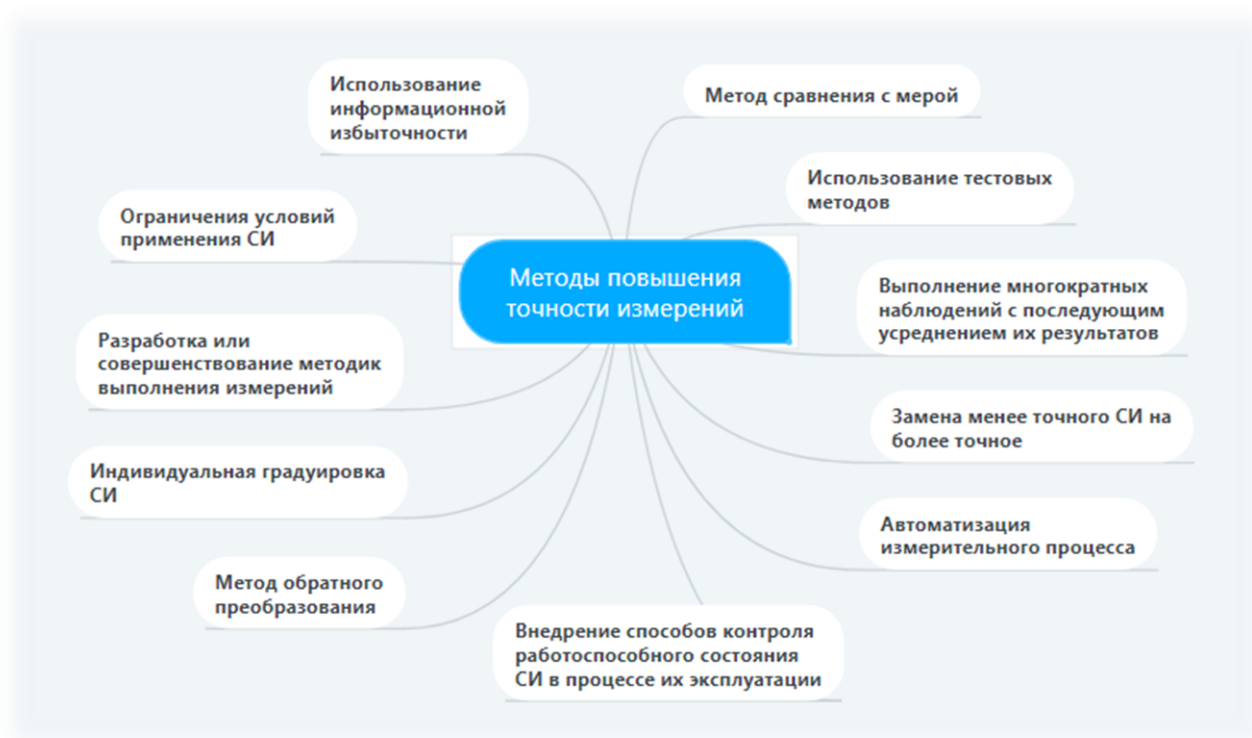 Использование
информационной
избыточности
Метод сравнения с мерой
Использование тестовых
методов
Ограничения условий
применения СИ
Методы повышения
точности измерений
Выполнение многократных
наблюдений с последующим
усреднением их результатов
Разработка или
совершенствование методик
выполнения измерений
Замена менее точного СИ на
более точное
Индивидуальная градуировка
СИ
Автоматизация
измерительного процесса
Метод обратного
преобразования
Внедрение способов контроля
работоспособного состояния
СИ в процессе их эксплуатации